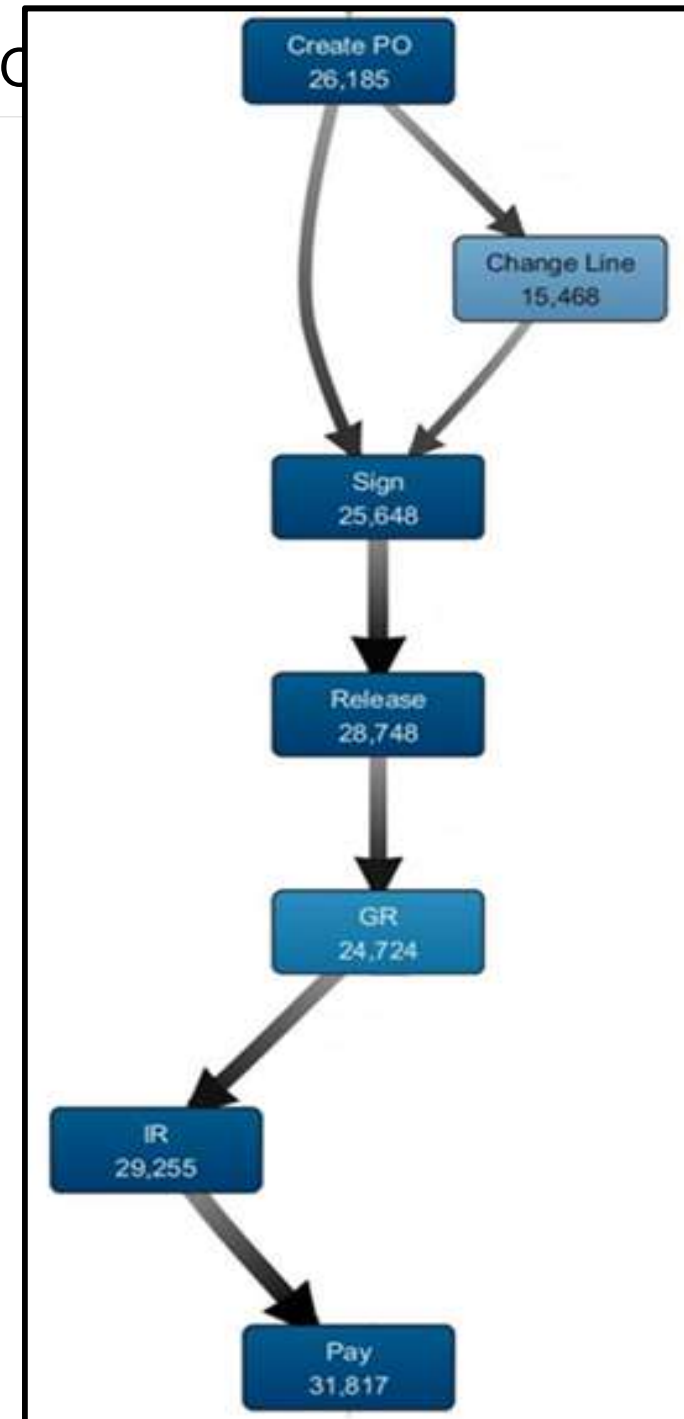 Create PO
26,185
Change Line
15,468
Sign
25,648
Release
28,748
GR
24,724
IR
29,255
Pay
31,817